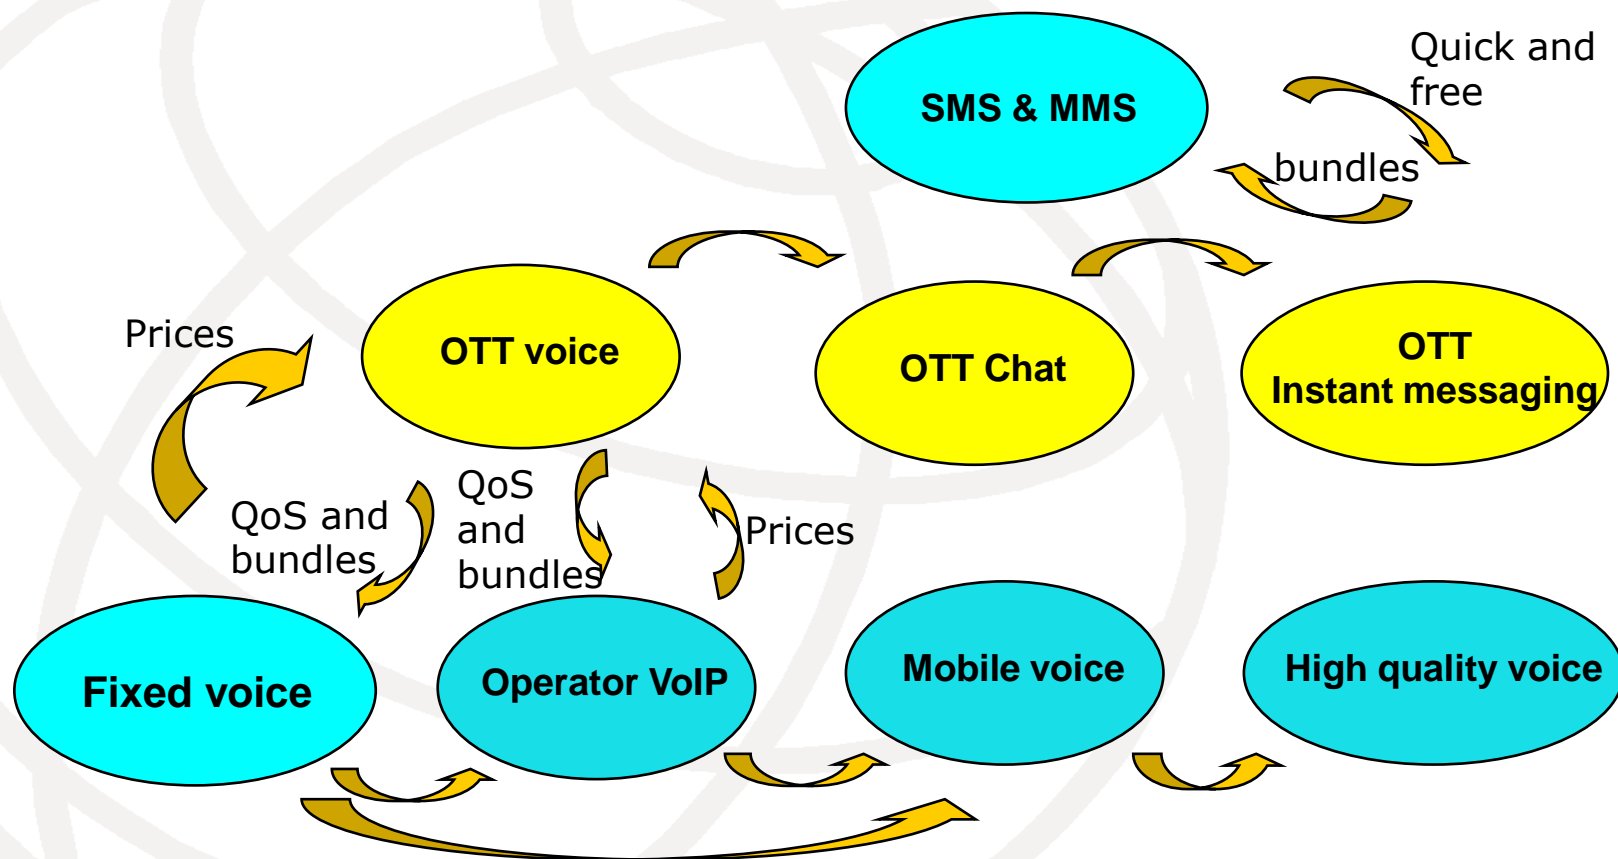 Quick and
free
SMS & MMS
bundles
Prices
OTT voice
OTT Chat
OTT
Instant messaging
QoS and
bundles
QoS
and
bundles
Prices
Fixed voice
Operator VoIP
Mobile voice
High quality voice